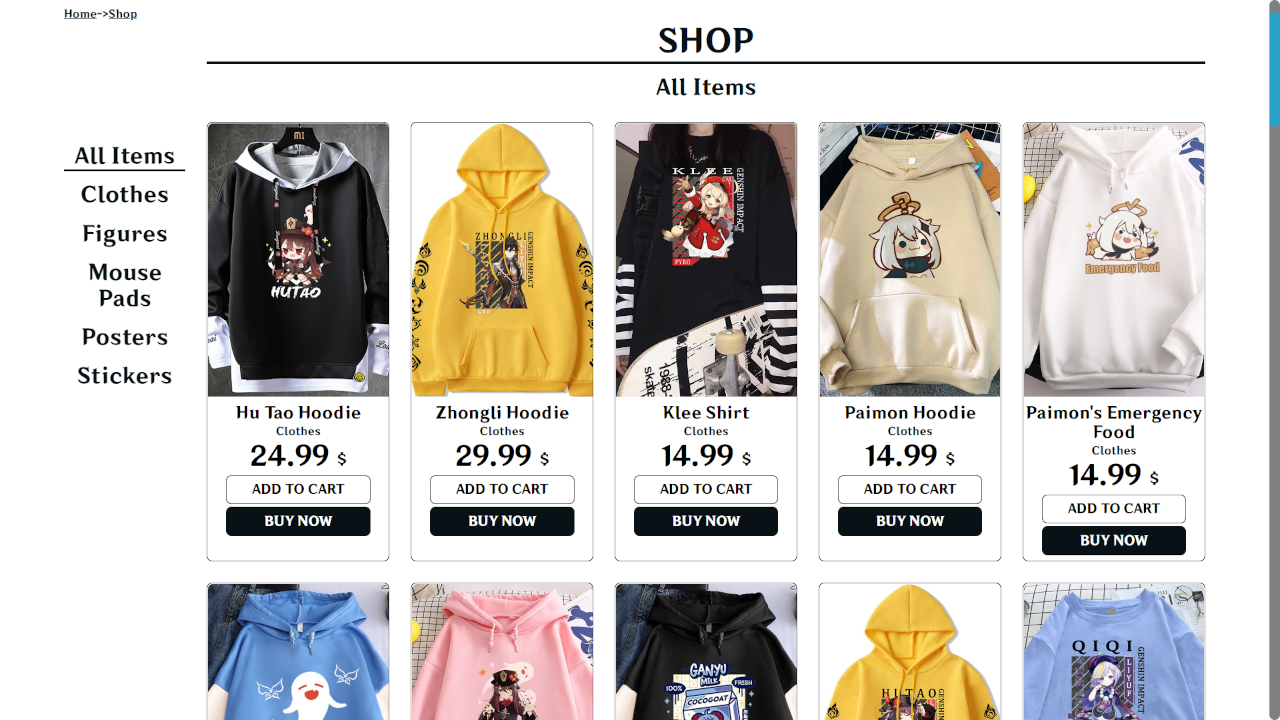 Home->Shop
SHOP
All Items
All Items
Clothes
Figures
Mouse
Pads
Posters
Stickers
MI
HUTAO
ZHONGLI
GENSHIN IMPACT
GEO
KLEE
GENSHIN IMPACT
PYRO
1988
Emergency Food
Hu Tao Hoodie
Clothes
24.99 $
ADD TO CART
BUY NOW
Zhongli Hoodie
Clothes
29.99 $
ADD TO CART
BUY NOW
Klee Shirt
Clothes
14.99 $
ADD TO CART
BUY NOW
Paimon Hoodie
Clothes
14.99 $
ADD TO CART
BUY NOW
Paimon's Emergency
Food
Clothes
14.99 $
ADD TO CART
BUY NOW
GANYU
MILK
100%
FRESH
COCOGOAT
HUTAO
QIQI
GENSHIN IMPACT
LIYUE